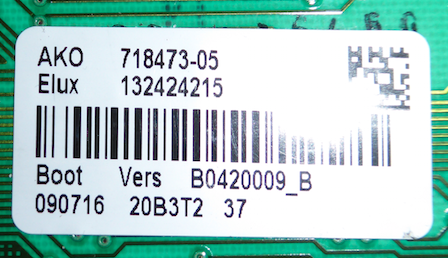 AKO 718473-05
Elux 132424215
Boot Vers B0420009_B
090716 20B3T2 37